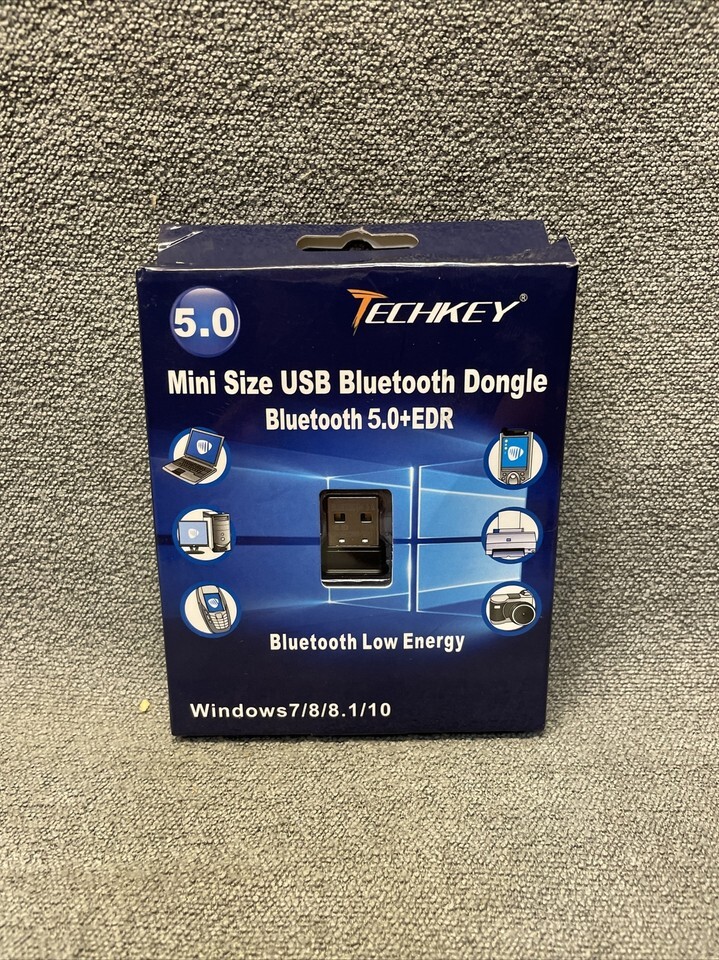 5.0
TECHKEY®
Mini Size USB Bluetooth Dongle
Bluetooth 5.0+EDR
Bluetooth Low Energy
Windows7/8/8.1/10